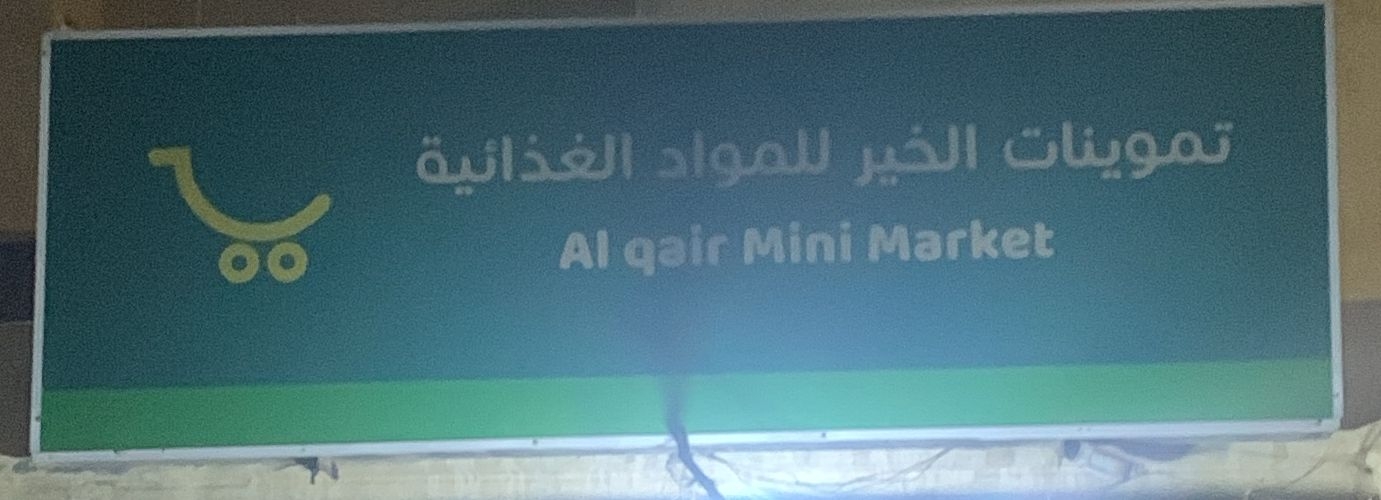 تموينات الخير للمواد الغذائية
Al qair Mini Market